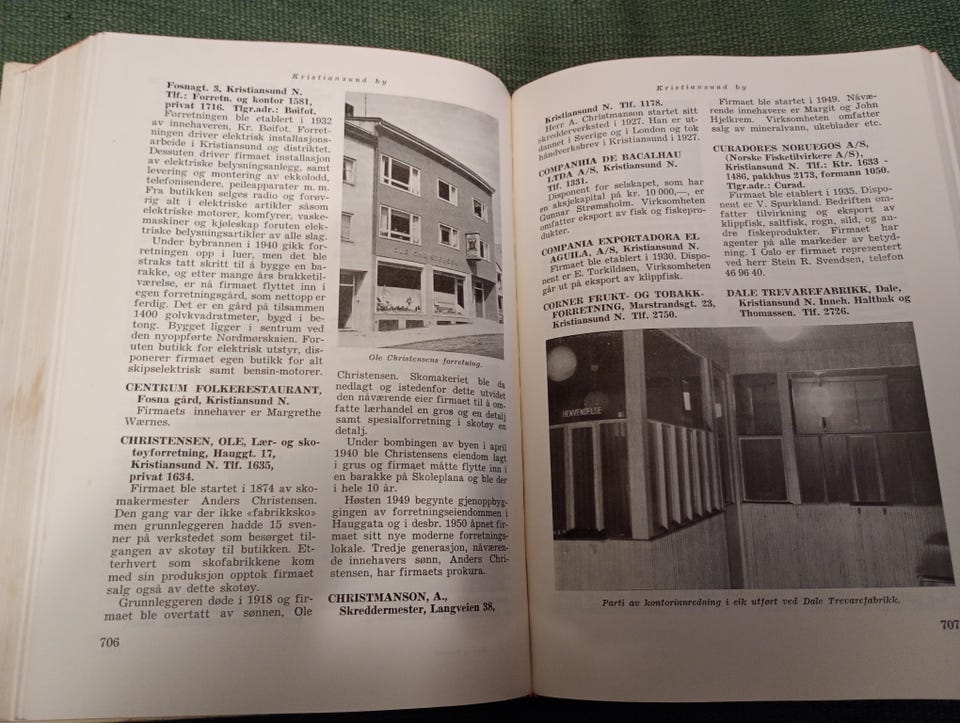 Kristiansund by
Fosnagt. 3, Kristiansund N.
Tlf.: Forretn. og kontor 1581,
privat 1716. Tlgr.adr.: Bøifot.
Forretningen ble etablert i 1932
av innehaveren, Kr. Bøifot. Forret-
ningen driver elektrisk installasjons-
arbeide i Kristiansund og distriktet.
Dessuten driver firmaet installasjon
av elektriske belysningsanlegg, samt
levering og montering av ekkolodd,
telefonisendere, peileapparater m. m.
Fra butikken selges radio og forøv-
rig alt i elektriske artikler såsom
elektriske motorer, komfyrer, vaske-
maskiner og kjøleskap foruten elek-
triske belysningsartikler av alle slag.
Under bybrannen i 1940 gikk for-
retningen opp i luer, men det ble
straks tatt skritt til å bygge en ba-
rakke, og etter mange års brakketil-
værelse, er nå firmaet flyttet inn i
egen forretningsgård, som nettopp er
ferdig. Det er en gård på tilsammen
1400 golvkvadratmeter, bygd i be-
tong. Bygget ligger i sentrum ved
den nyoppførte Nordmørskaien. For-
uten butikk for elektrisk utstyr, dis-
ponerer firmaet egen butikk for alt
skipselektrisk samt bensin-motorer.
CENTRUM FOLKERESTAURANT,
Fosna gård, Kristiansund N.
Firmaets innehaver er Margrethe
Wærnes.
CHRISTENSEN, OLE, Lær- og sko-
tøyforretning, Hauggt. 17,
Kristiansund N. Tlf. 1635,
privat 1634.
Firmaet ble startet i 1874 av sko-
makermester Anders Christensen.
Den gang var der ikke «fabrikksko»
men grunnleggeren hadde 15 sven-
ner på verkstedet som besørget til-
gangen av skotøy til butikken. Et-
terhvert som skofabrikkene kom
med sin produksjon opptok firmaet
salg også av dette skotøy.
Grunnleggeren døde i 1918 og fir-
maet ble overtatt av sønnen, Ole
706
OLE CHRISTENSEN
Ole Christensens forretning.
Christensen. Skomakeriet ble da
nedlagt og istedenfor dette utvidet
den nåværende eier firmaet til å om-
fatte lærhandel en gros og en detalj
samt spesialforretning i skotøy en
detalj.
Under bombingen av byen i april
1940 ble Christensens eiendom lagt
i grus og firmaet måtte flytte inn i
en barakke på Skoleplana og ble der
i hele 10 år.
Høsten 1949 begynte gjenoppbyg-
gingen av forretningseiendommen i
Hauggata og i desbr. 1950 åpnet fir-
maet sitt nye moderne forretnings-
lokale. Tredje generasjon, nåvære-
nde innehavers sønn, Anders Chri-
stensen, har firmaets prokura.
CHRISTMANSON, A.,
Skreddermester, Langveien 38,
Kristiansund by
Kristiansund N. Tlf. 1178.
Herr A. Christmanson startet sitt
skredderverksted i 1927. Han er ut-
dannet i Sverige og i London og tok
håndverksbrev i Kristiansund i 1927.
COMPANHIA DE BACALHAU
LTDA A/S, Kristiansund N.
Tlf. 1331.
Disponent for selskapet, som har
en aksjekapital på kr. 10 000,—, er
Gunnar Strømsholm. Virksomheten
omfatter eksport av fisk og fiskepro-
dukter.
COMPANIA EXPORTADORA EL
AGUILA, A/S, Kristiansund N.
Firmaet ble etablert i 1930. Dispo-
nent er E. Torkildsen, Virksomheten
går ut på eksport av klippfisk.
CORNER FRUKT- OG TOBAKK-
FORRETNING, Marstrandsgt. 23,
Kristiansund N. Tlf. 2750.
Firmaet ble startet i 1949. Nåvæ-
rende innehavere er Margit og John
Hjelkrem. Virksomheten omfatter
salg av mineralvann, ukeblader etc.
CURADORES NORUEGOS A/S,
(Norske Fisketilvirkere A/S),
Kristiansund N. Tlf.: Ktr. 1633 -
1486, pakkhus 2173, formann 1050.
Tlgr.adr.: Curad.
Firmaet ble etablert i 1935. Dispo-
nent er V. Spurkland. Bedriften om-
fatter tilvirkning og eksport av
klippfisk, saltfisk, rogn, sild, og an-
dre fiskeprodukter. Firmaet har
agenter på alle markeder av betyd-
ning. I Oslo er firmaet representert
ved herr Stein R. Svendsen, telefon
46 96 40.
DALE TREVAREFABRIKK, Dale,
Kristiansund N. Inneh. Haltbak og
Thomassen. Tlf. 2726.
HENVENDELSE
Parti av kontorinnredning i eik utført ved Dale Trevarefabrikk.
707